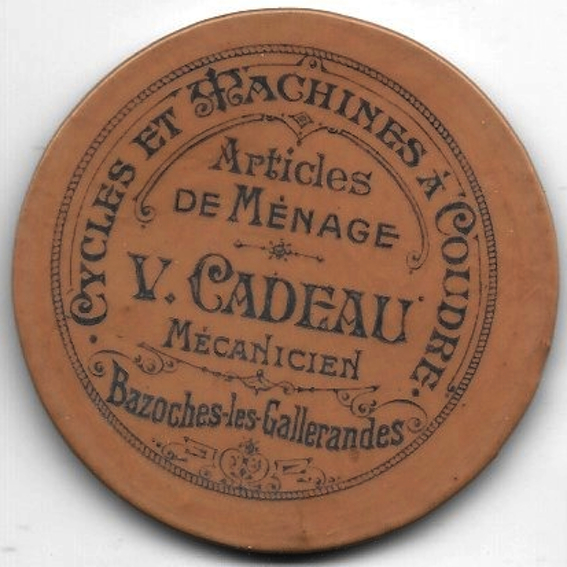 CYCLES ET MACHINES À COUDRE.
Articles
DE MÉNAGE
V. CADEAU
MÉCANICIEN
Bazoches-les-Gallerandes